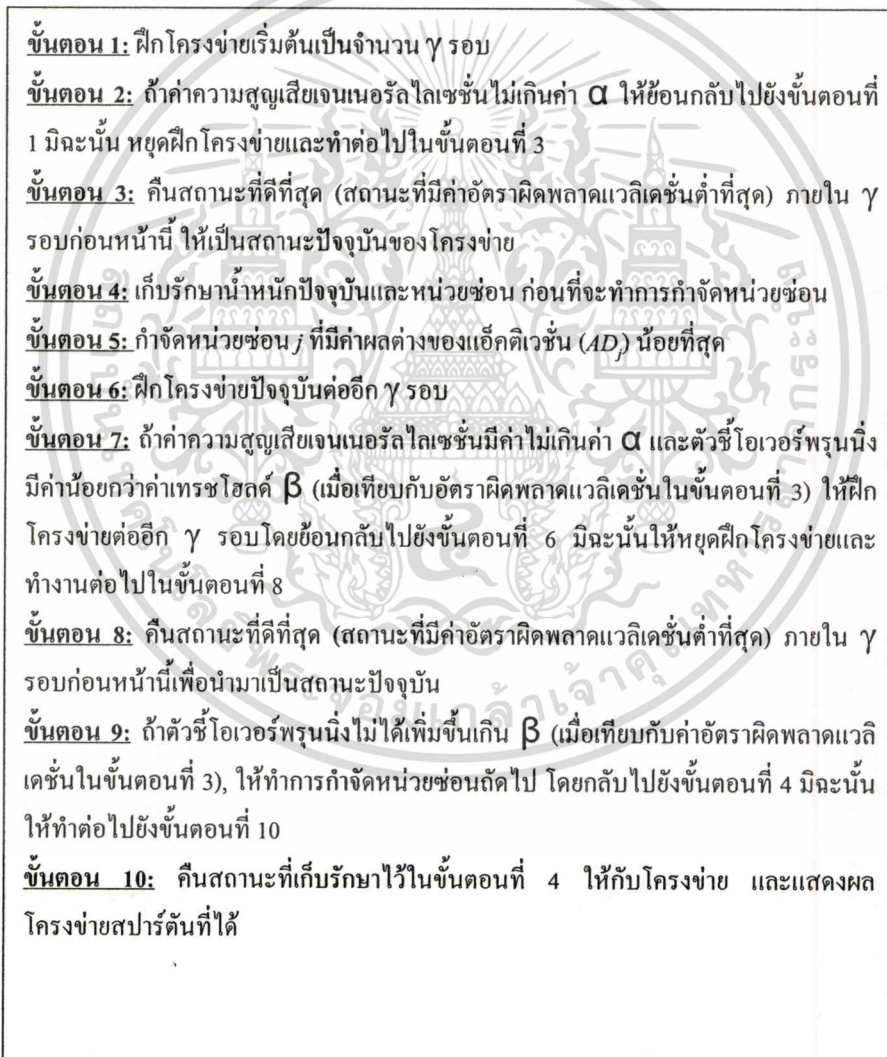 ขั้นตอน 1: ฝึกโครงข่ายเริ่มต้นเป็นจำนวน γ รอบ
ขั้นตอน 2: ถ้าค่าความสูญเสียเจนเนอรัลไลเซชั่นไม่เกินค่า α ให้ย้อนกลับไปยังขั้นตอนที่
1 มิฉะนั้น หยุดฝึกโครงข่ายและทำต่อไปในขั้นตอนที่ 3
ขั้นตอน 3: คืนสถานะที่ดีที่สุด (สถานะที่มีค่าอัตราผิดพลาดแวลิเดชั่นต่ำที่สุด) ภายใน γ
รอบก่อนหน้านี้ ให้เป็นสถานะปัจจุบันของโครงข่าย
ขั้นตอน 4: เก็บรักษาน้ำหนักปัจจุบันและหน่วยซ่อน ก่อนที่จะทำการกำจัดหน่วยซ่อน
ขั้นตอน 5: กำจัดหน่วยซ่อน j ที่มีค่าผลต่างของแอ็คติเวชั่น (ADj) น้อยที่สุด
ขั้นตอน 6: ฝึกโครงข่ายปัจจุบันต่ออีก γ รอบ
ขั้นตอน 7: ถ้าค่าความสูญเสียเจนเนอรัลไลเซชั่นมีค่าไม่เกินค่า α และตัวชี้โอเวอร์พรุนนิ่ง
มีค่าน้อยกว่าค่าเทรชโฮลด์ β (เมื่อเทียบกับอัตราผิดพลาดแวลิเดชั่นในขั้นตอนที่ 3) ให้ฝึก
โครงข่ายต่ออีก γ รอบโดยย้อนกลับไปยังขั้นตอนที่ 6 มิฉะนั้นให้หยุดฝึกโครงข่ายและ
ทำงานต่อไปในขั้นตอนที่ 8
ขั้นตอน 8: คืนสถานะที่ดีที่สุด (สถานะที่มีค่าอัตราผิดพลาดแวลิเดชั่นต่ำที่สุด) ภายใน γ
รอบก่อนหน้านี้เพื่อนำมาเป็นสถานะปัจจุบัน
ขั้นตอน 9: ถ้าตัวชี้โอเวอร์พรุนนิ่งไม่ได้เพิ่มขึ้นเกิน β (เมื่อเทียบกับค่าอัตราผิดพลาดแวลิ
เดชั่นในขั้นตอนที่ 3), ให้ทำการกำจัดหน่วยซ่อนถัดไป โดยกลับไปยังขั้นตอนที่ 4 มิฉะนั้น
ให้ทำต่อไปยังขั้นตอนที่ 10
ขั้นตอน 10: คืนสถานะที่เก็บรักษาไว้ในขั้นตอนที่ 4 ให้กับโครงข่าย และแสดงผล
โครงข่ายสปาร์ตันที่ได้